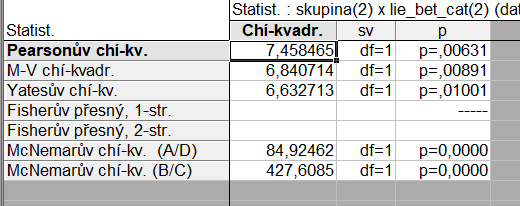 Statist. : skupina(2) x lie_bet_cat(2) (dat
Statist. Chí-kvadr. sv p
Pearsonův chí-kv. 7,458465 df=1 p=,00631
M-V chí-kvadr. 6,840714 df=1 p=,00891
Yatesův chí-kv. 6,632713 df=1 p=,01001
Fisherův přesný, 1-str. -----
Fisherův přesný, 2-str.
McNemarův chí-kv. (A/D) 84,92462 df=1 p=0,0000
McNemarův chí-kv. (B/C) 427,6085 df=1 p=0,0000